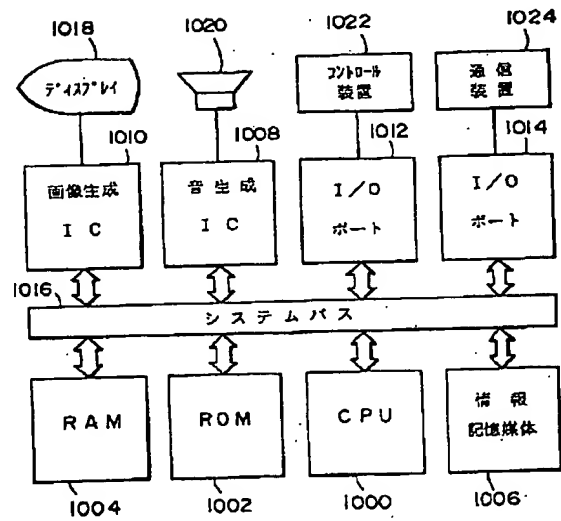 1018
1020
1022
1024
ディスプレイ
コントロール
装置
通信
装置
1010
1008
1012
1014
画像生成
IC
音生成
IC
I/O
ポート
I/O
ポート
1016
システムバス
RAM
ROM
CPU
情報
記憶媒体
1004
1002
1000
1006